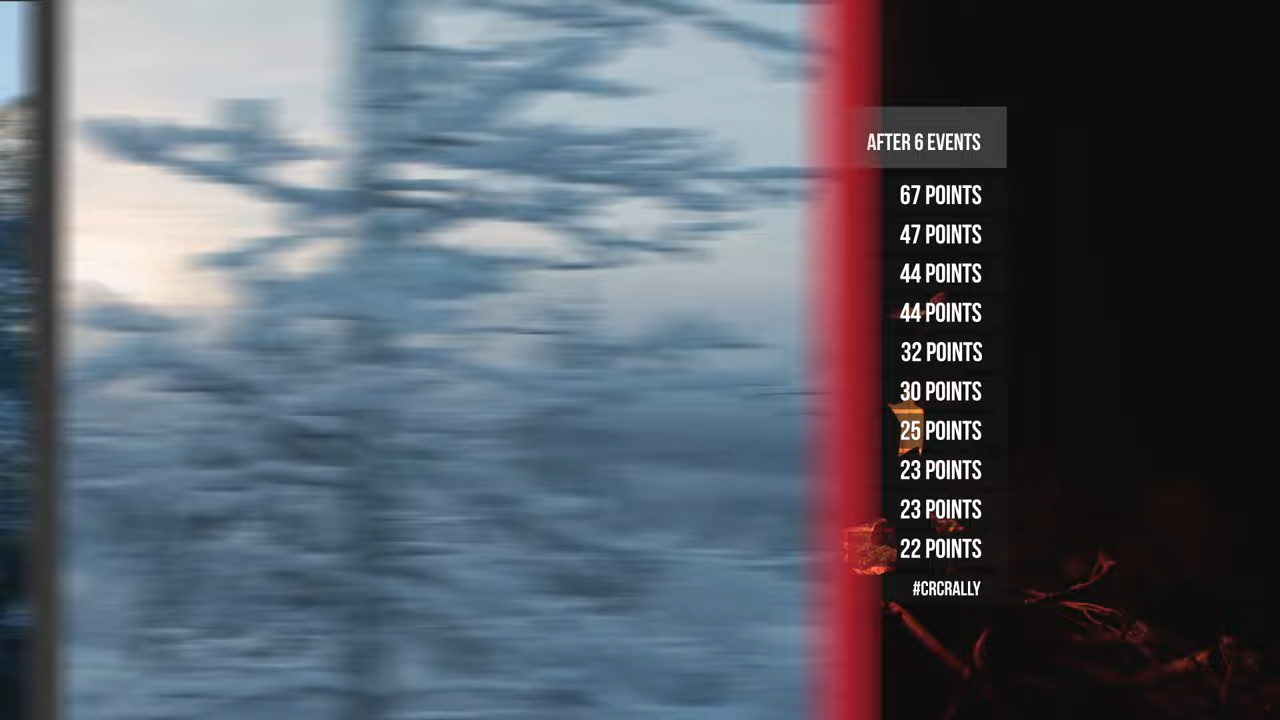 AFTER 6 EVENTS
67 POINTS
47 POINTS
44 POINTS
44 POINTS
32 POINTS
30 POINTS
25 POINTS
23 POINTS
23 POINTS
22 POINTS
#CRCRALLY